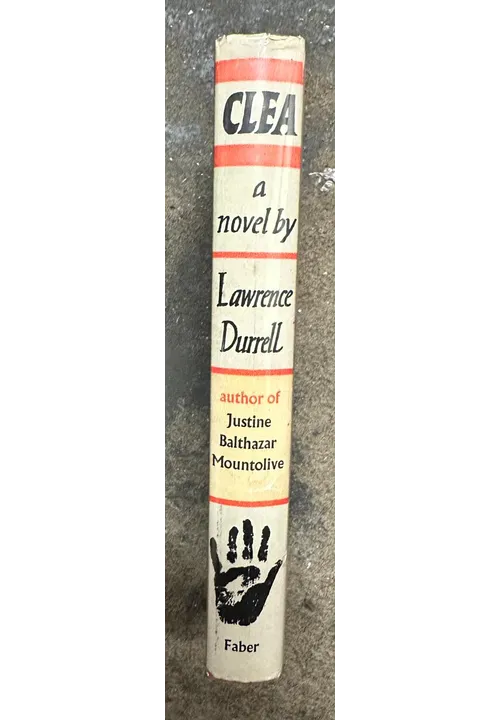 CLEA
a
novel by
Lawrence
Durrell
author of
Justine
Balthazar
Mountolive
Faber